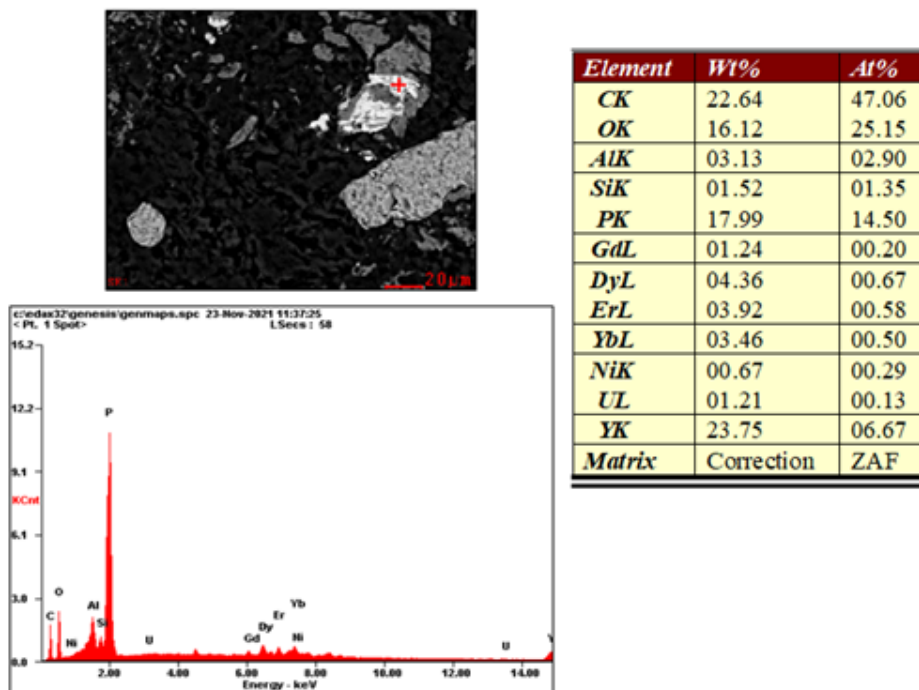 20µm
c:\edax32\genesis\genmaps.spc 23-Nov-2021 11:37:25
< Pt. 1 Spot> LSecs : 58
15.2
12.2
9.1
KCnt
6.1
3.0
0.0
C
O
Ni
Al
Si
P
U
Gd
Dy
Er
Yb
Ni
U
Y
2.00 4.00 6.00 8.00 10.00 12.00 14.00
Energy - keV
Element Wt% At%
CK 22.64 47.06
OK 16.12 25.15
AlK 03.13 02.90
SiK 01.52 01.35
PK 17.99 14.50
GdL 01.24 00.20
DyL 04.36 00.67
ErL 03.92 00.58
YbL 03.46 00.50
NiK 00.67 00.29
UL 01.21 00.13
YK 23.75 06.67
Matrix Correction ZAF